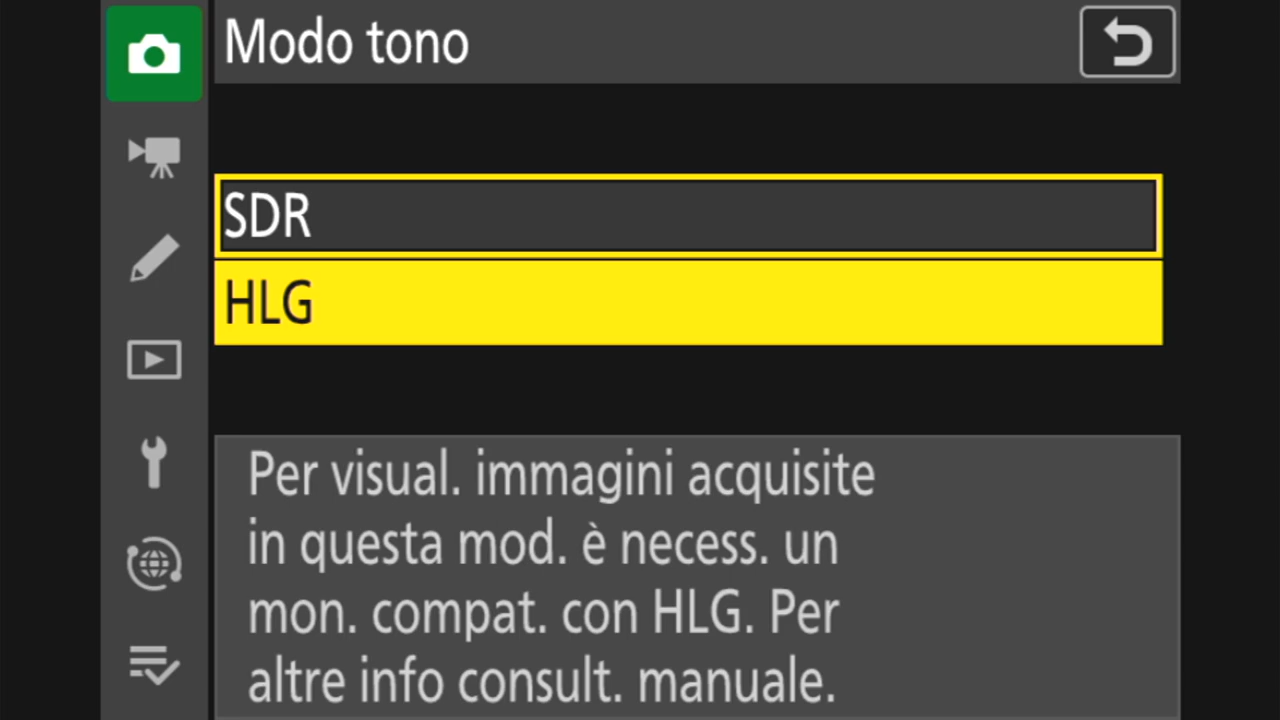 Modo tono
SDR
HLG
Per visual. immagini acquisite
in questa mod. è necess. un
mon. compat. con HLG. Per
altre info consult. manuale.